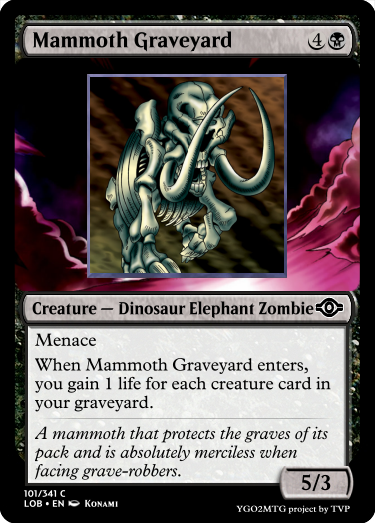 Mammoth Graveyard 4
Creature — Dinosaur Elephant Zombie
Menace
When Mammoth Graveyard enters,
you gain 1 life for each creature card in
your graveyard.
A mammoth that protects the graves of its
pack and is absolutely merciless when
facing grave-robbers.
5/3
101/341 C
LOB • EN Konami
YGO2MTG project by TVP